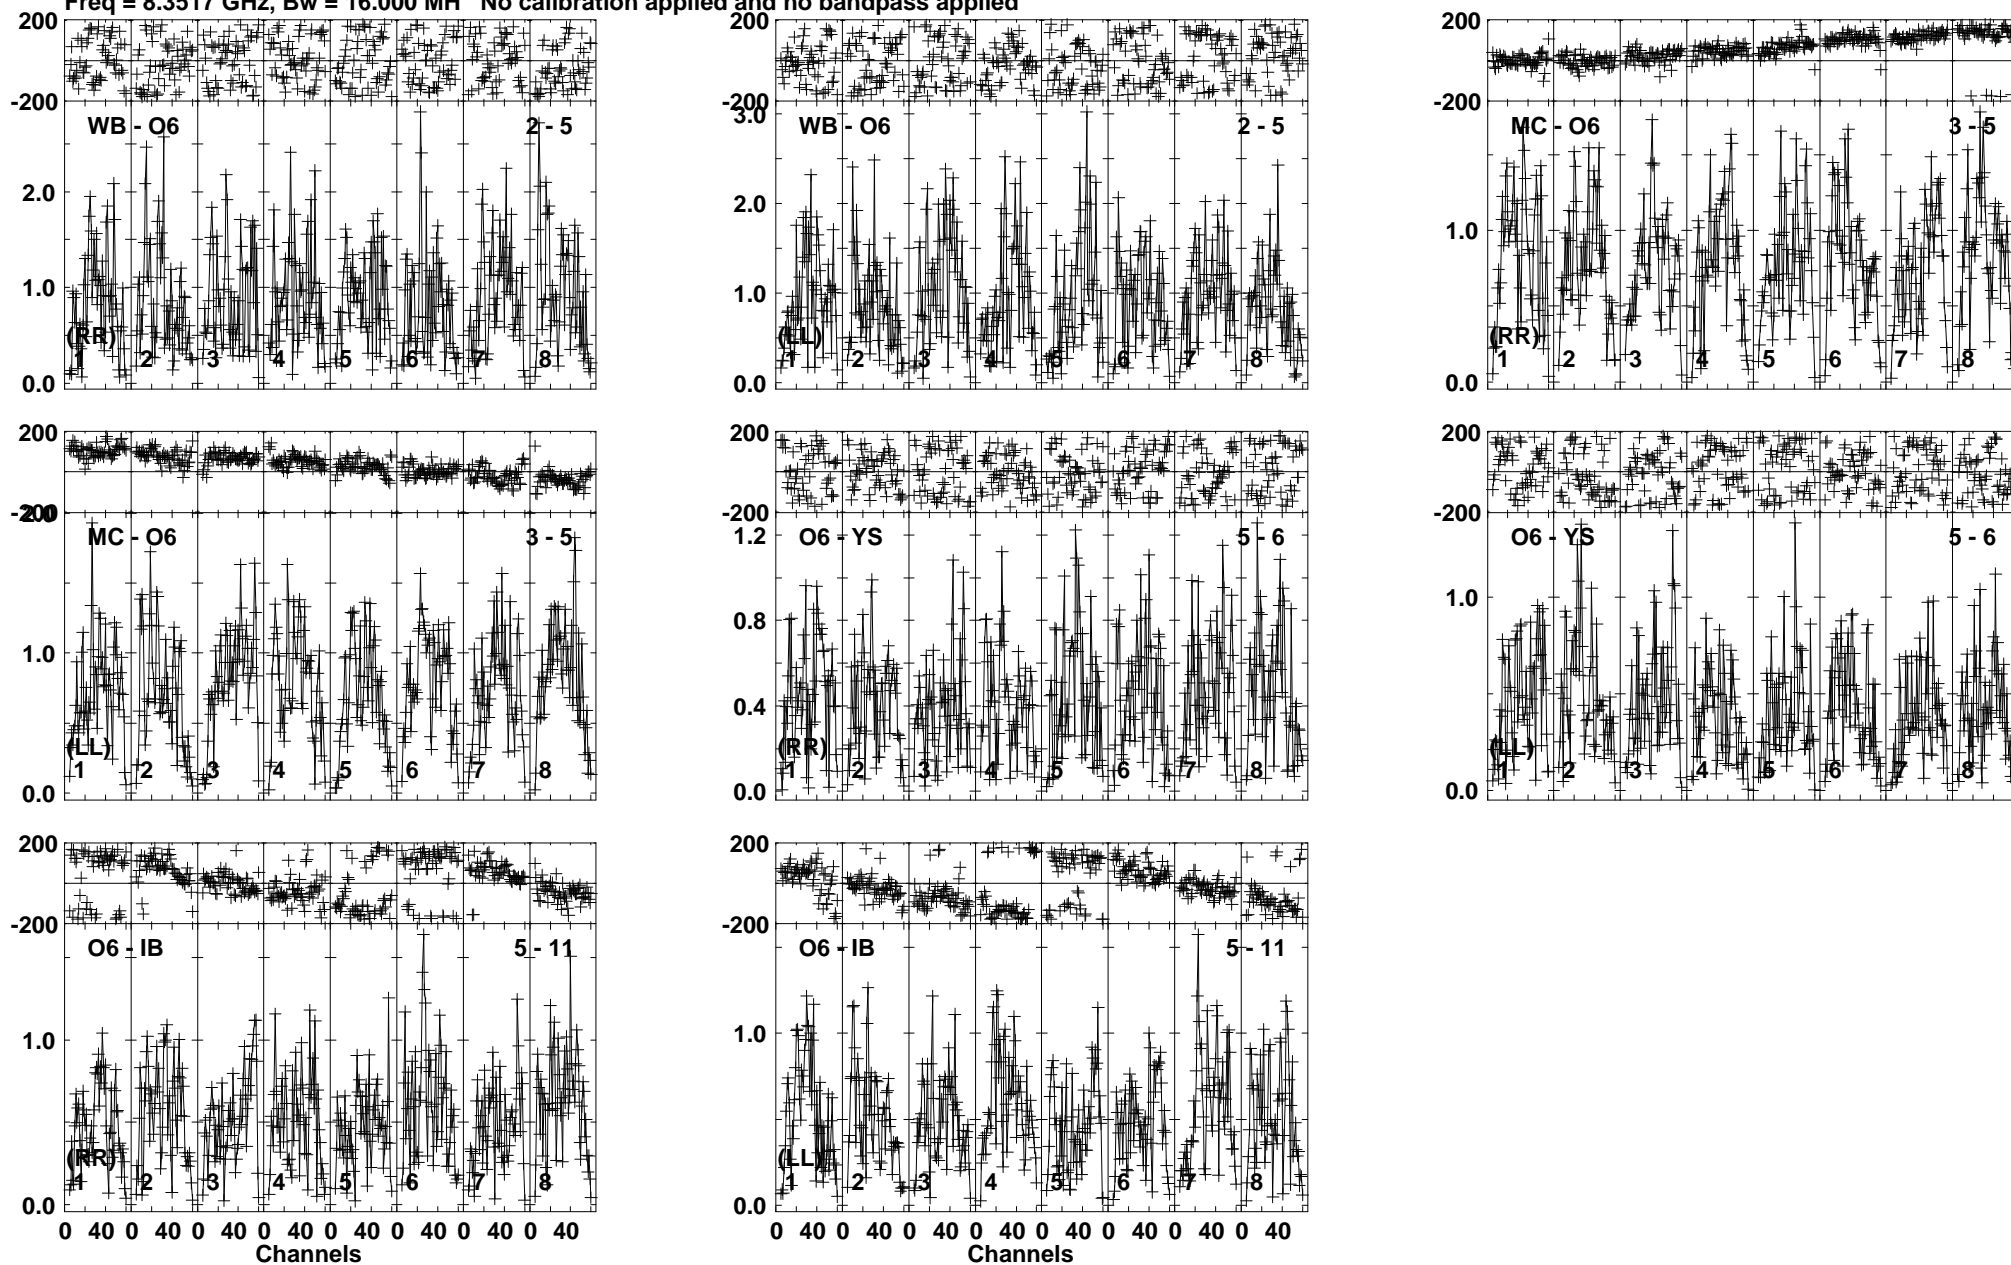 Freq = 8.3517 GHz, Bw = 16.000 MH No calibration applied and no bandpass applied
200 200 200
-200 -200 -200
WB - O6 2 - 5 3.0 WB - O6 2 - 5 MC - O6 3 - 5
2.0 2.0
1.0 1.0 1.0
(RR) (LL) (RR)
1 2 3 4 5 6 7 8 1 2 3 4 5 6 7 8 1 2 3 4 5 6 7 8
0.0 0.0 0.0
200 200 200
-200 -200 -200
2.0 MC - O6 3 - 5 1.2 O6 - YS 5 - 6 O6 - YS 5 - 6
1.0 0.8 1.0
0.4
(LL) (RR) (LL)
1 2 3 4 5 6 7 8 1 2 3 4 5 6 7 8 1 2 3 4 5 6 7 8
0.0 0.0 0.0
200 200
-200 -200
O6 - IB 5 - 11 O6 - IB 5 - 11
1.0 1.0
(RR) (LL)
1 2 3 4 5 6 7 8 1 2 3 4 5 6 7 8
0.0 0.0
0 40 0 40 0 40 0 40 0 40 0 40 0 40 0 40 0 40 0 40 0 40 0 40 0 40 0 40 0 40 0 40
Channels Channels